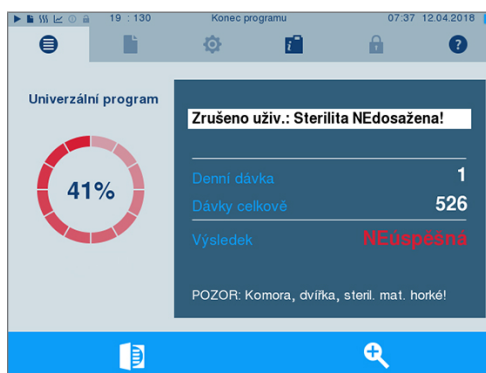 19 : 130 Konec programu 07:37 12.04.2018
Univerzální program
41%
Zrušeno uživ.: Sterilita NEdosažena!
Denní dávka 1
Dávky celkově 526
Výsledek NEúspěšná
POZOR: Komora, dvířka, steril. mat. horké!